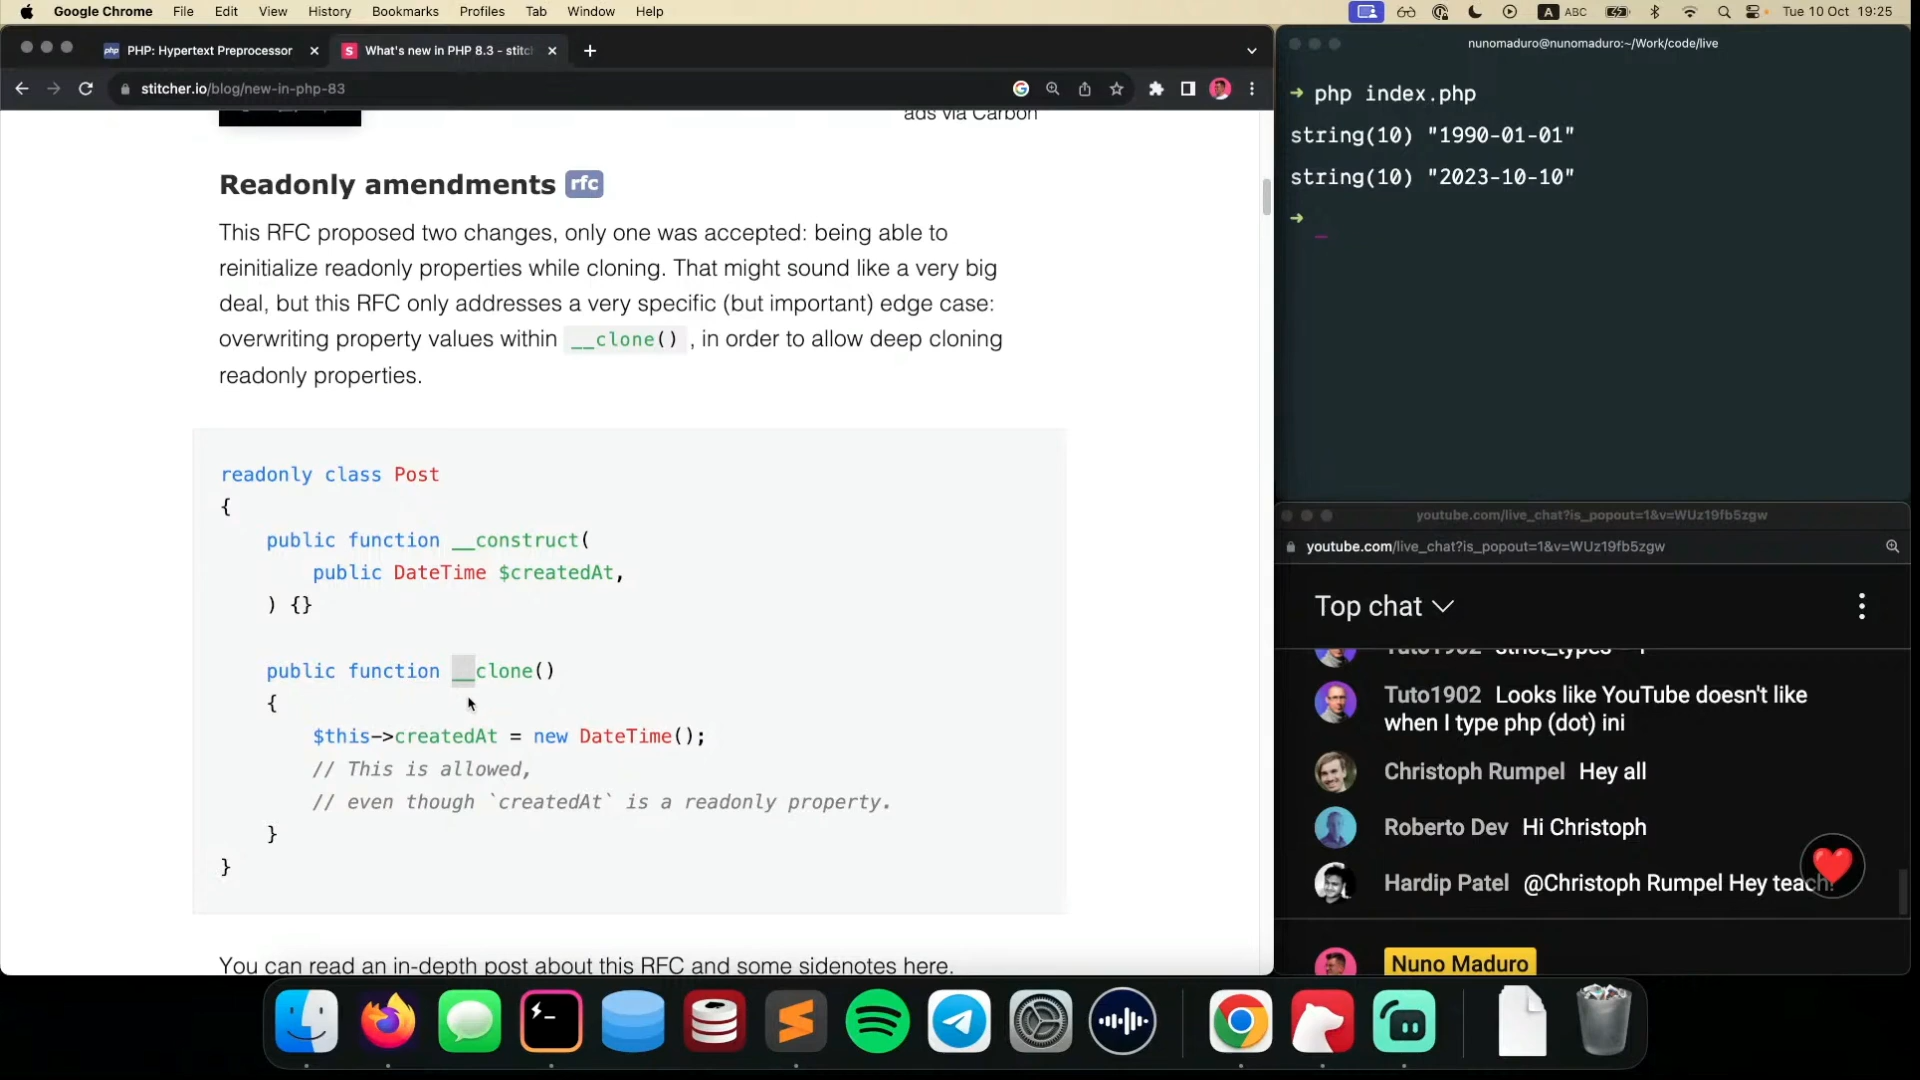 Google Chrome File Edit View History Bookmarks Profiles Tab Window Help
A ABC Tue 10 Oct 19:25
php PHP: Hypertext Preprocessor
S What's new in PHP 8.3 - stitc
stitcher.io/blog/new-in-php-83
ads via Carbon
Readonly amendments rfc
This RFC proposed two changes, only one was accepted: being able to
reinitialize readonly properties while cloning. That might sound like a very big
deal, but this RFC only addresses a very specific (but important) edge case:
overwriting property values within __clone() , in order to allow deep cloning
readonly properties.
readonly class Post
{
public function __construct(
public DateTime $createdAt,
) {}
public function __clone()
{
$this->createdAt = new DateTime();
// This is allowed,
// even though `createdAt` is a readonly property.
}
}
You can read an in-depth post about this RFC and some sidenotes here.
nunomaduro@nunomaduro:~/Work/code/live
➜ php index.php
string(10) "1990-01-01"
string(10) "2023-10-10"
➜ _
youtube.com/live_chat?is_popout=1&v=WUz19fb5zgw
youtube.com/live_chat?is_popout=1&v=WUz19fb5zgw
Top chat
Tuto1902 strict_types = 1
Tuto1902 Looks like YouTube doesn't like
when I type php (dot) ini
Christoph Rumpel Hey all
Roberto Dev Hi Christoph
Hardip Patel @Christoph Rumpel Hey teach!
Nuno Maduro